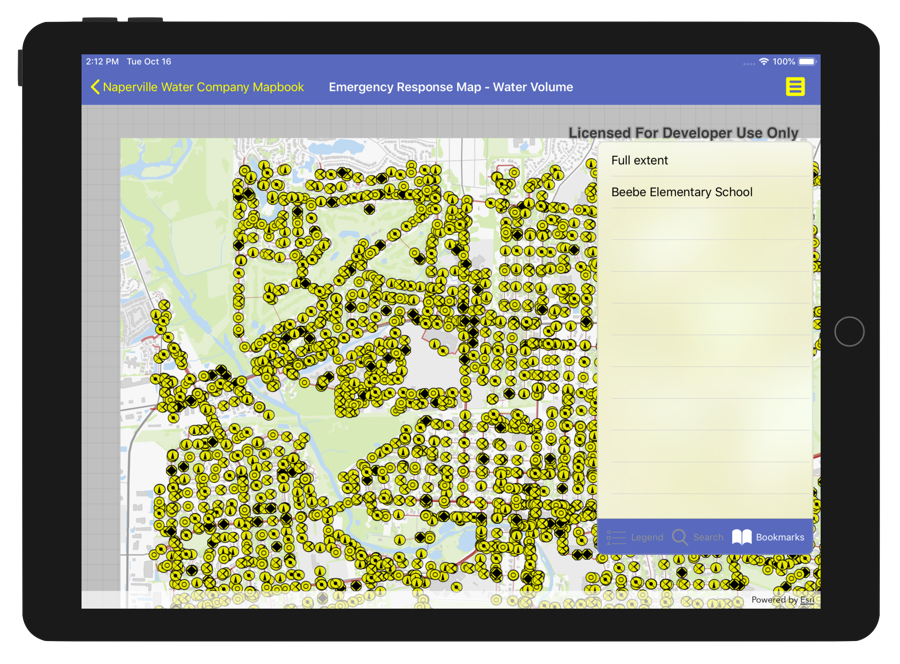 2:12 PM Tue Oct 16
100%
Naperville Water Company Mapbook
Emergency Response Map - Water Volume
Licensed For Developer Use Only
Full extent
Beebe Elementary School
Legend
Search
Bookmarks
Powered by Esri